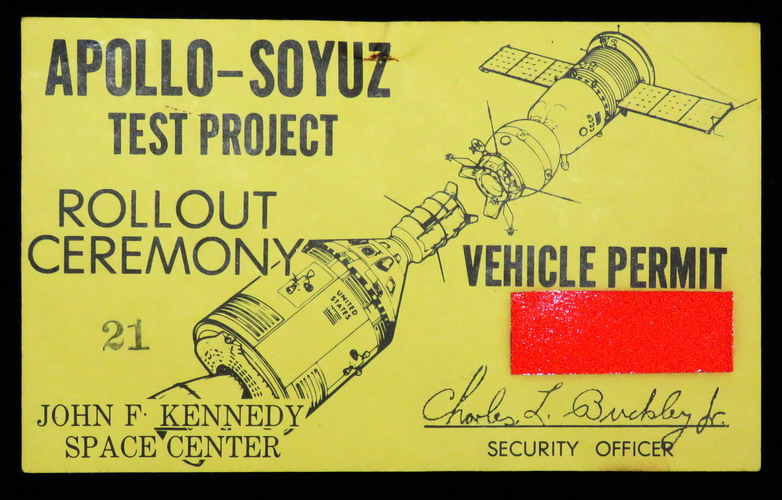 APOLLO-SOYUZ
TEST PROJECT
ROLLOUT
CEREMONY
VEHICLE PERMIT
UNITED
STATES
21
Charles L. Buckley Jr.
JOHN F. KENNEDY
SPACE CENTER
SECURITY OFFICER